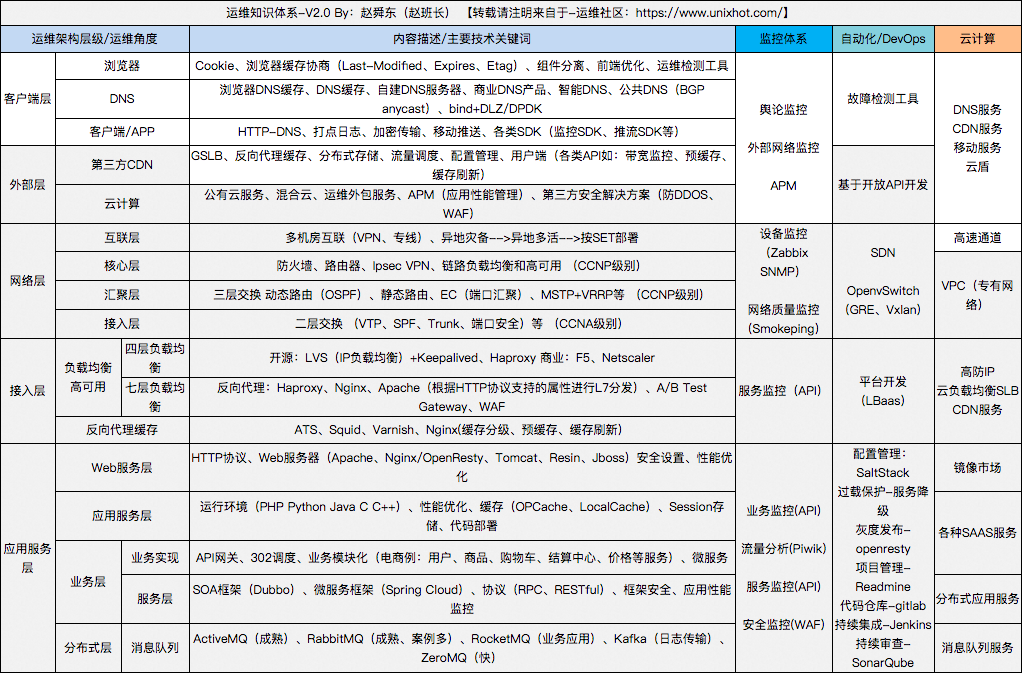 运维知识体系-V2.0 By：赵舜东（赵班长） 【转载请注明来自于-运维社区：https://www.unixhot.com/】
运维架构层级/运维角度
内容描述/主要技术关键词
监控体系
自动化/DevOps
云计算
客户端层
浏览器
Cookie、浏览器缓存协商（Last-Modified、Expires、Etag）、组件分离、前端优化、运维检测工具
DNS
浏览器DNS缓存、DNS缓存、自建DNS服务器、商业DNS产品、智能DNS、公共DNS（BGP
anycast）、bind+DLZ/DPDK
客户端/APP
HTTP-DNS、打点日志、加密传输、移动推送、各类SDK（监控SDK、推流SDK等）
外部层
第三方CDN
GSLB、反向代理缓存、分布式存储、流量调度、配置管理、用户端（各类API如：带宽监控、预缓存、
缓存刷新）
云计算
公有云服务、混合云、运维外包服务、APM（应用性能管理）、第三方安全解决方案（防DDOS、
WAF）
舆论监控
外部网络监控
APM
故障检测工具
基于开放API开发
DNS服务
CDN服务
移动服务
云盾
网络层
互联层
多机房互联（VPN、专线）、异地灾备-->异地多活-->按SET部署
核心层
防火墙、路由器、Ipsec VPN、链路负载均衡和高可用 （CCNP级别）
汇聚层
三层交换 动态路由（OSPF）、静态路由、EC（端口汇聚）、MSTP+VRRP等 （CCNP级别）
接入层
二层交换 （VTP、SPF、Trunk、端口安全）等 （CCNA级别）
设备监控
（Zabbix
SNMP）
网络质量监控
（Smokeping）
SDN
OpenvSwitch
（GRE、Vxlan）
高速通道
VPC（专有网
络）
接入层
负载均衡
高可用
四层负载均
衡
开源：LVS（IP负载均衡）+Keepalived、Haproxy 商业：F5、Netscaler
七层负载均
衡
反向代理：Haproxy、Nginx、Apache（根据HTTP协议支持的属性进行L7分发）、A/B Test
Gateway、WAF
反向代理缓存
ATS、Squid、Varnish、Nginx(缓存分级、预缓存、缓存刷新）
服务监控（API)
平台开发
（LBaas）
高防IP
云负载均衡SLB
CDN服务
应用服务
层
Web服务层
HTTP协议、Web服务器（Apache、Nginx/OpenResty、Tomcat、Resin、Jboss）安全设置、性能优
化
应用服务层
运行环境（PHP Python Java C C++）、性能优化、缓存（OPCache、LocalCache）、Session存
储、代码部署
业务层
业务实现
API网关、302调度、业务模块化（电商例：用户、商品、购物车、结算中心、价格等服务）、微服务
服务层
SOA框架（Dubbo）、微服务框架（Spring Cloud）、协议（RPC、RESTful）、框架安全、应用性能
监控
分布式层
消息队列
ActiveMQ（成熟）、RabbitMQ（成熟、案例多）、RocketMQ（业务应用）、Kafka（日志传输）、
ZeroMQ（快）
业务监控(API)
流量分析(Piwik)
服务监控(API)
安全监控(WAF)
配置管理：
SaltStack
过载保护-服务降
级
灰度发布-
openresty
项目管理-
Readmine
代码仓库-gitlab
持续集成-Jenkins
持续审查-
SonarQube
镜像市场
各种SAAS服务
分布式应用服务
消息队列服务